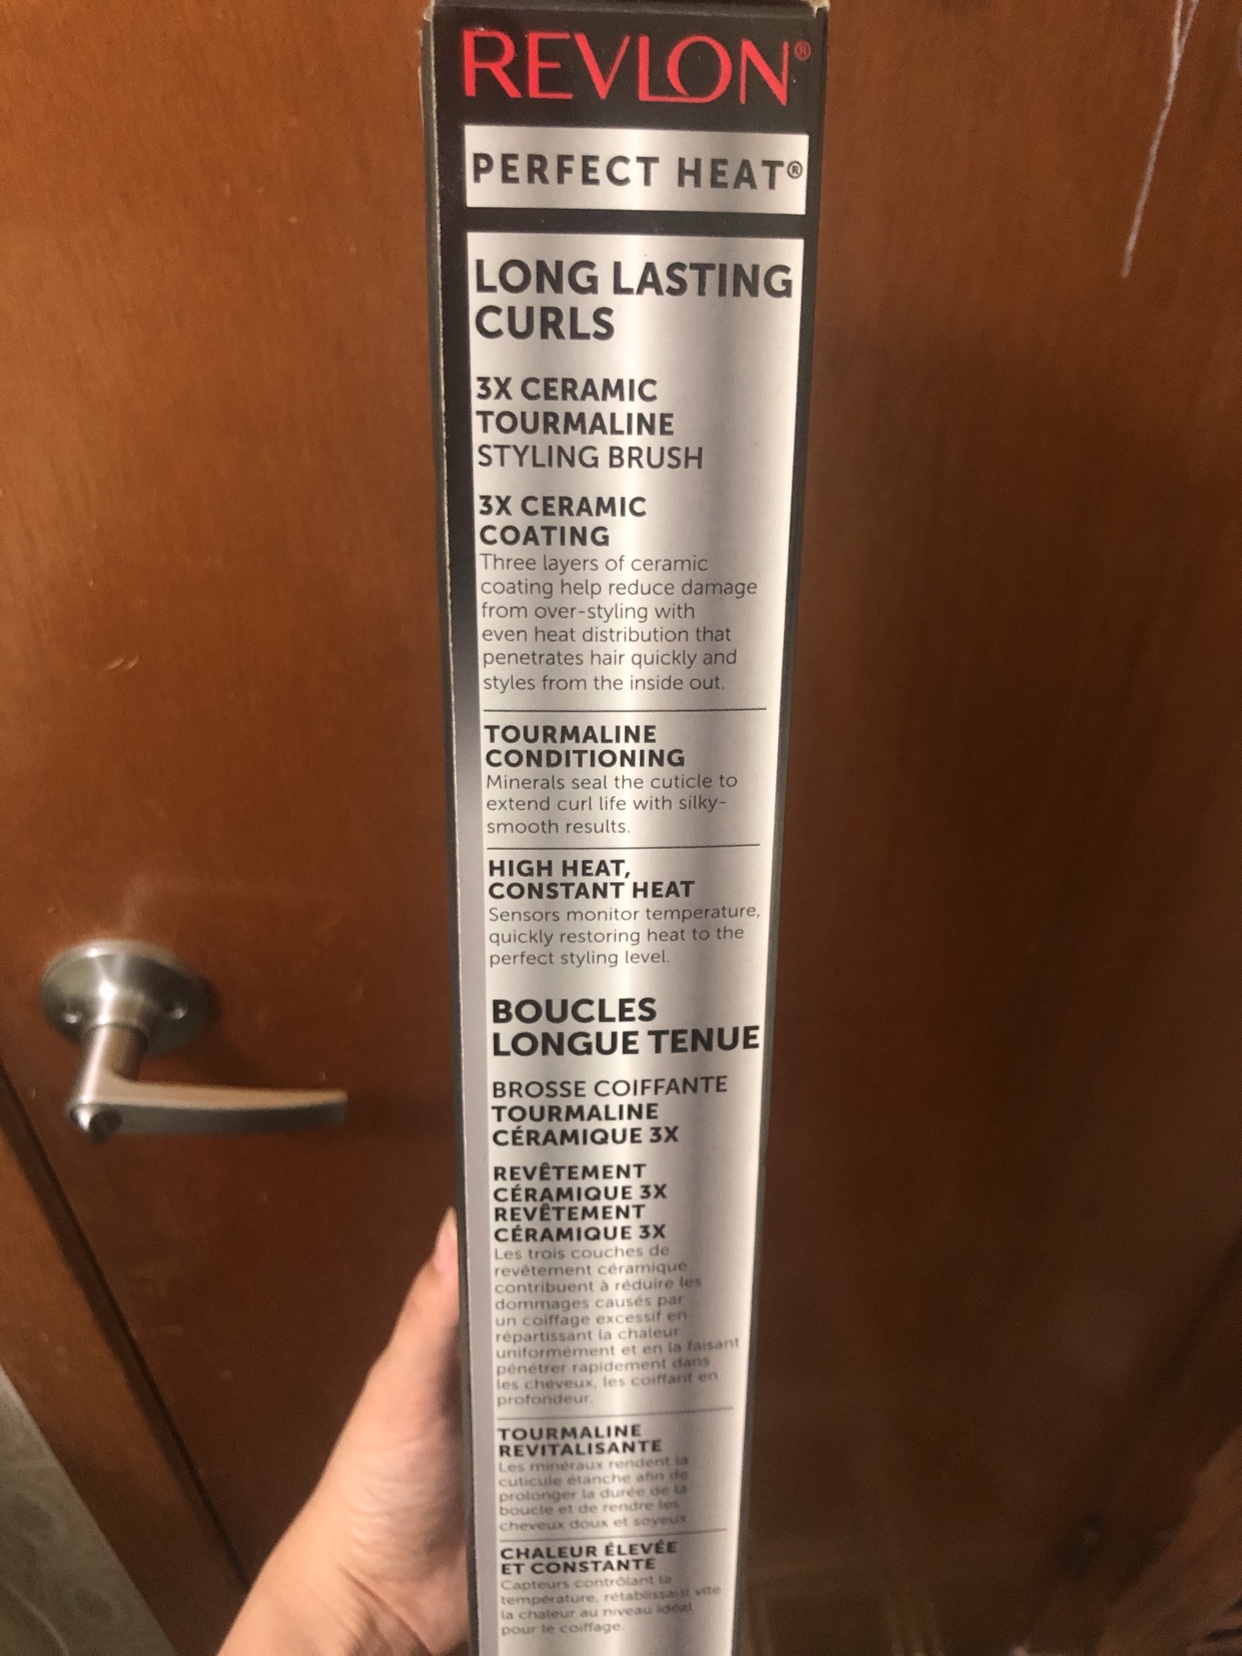 REVLON®
PERFECT HEAT®
LONG LASTING
CURLS
3X CERAMIC
TOURMALINE
STYLING BRUSH
3X CERAMIC
COATING
Three layers of ceramic
coating help reduce damage
from over-styling with
even heat distribution that
penetrates hair quickly and
styles from the inside out.
TOURMALINE
CONDITIONING
Minerals seal the cuticle to
extend curl life with silky-
smooth results.
HIGH HEAT,
CONSTANT HEAT
Sensors monitor temperature,
quickly restoring heat to the
perfect styling level.
BOUCLES
LONGUE TENUE
BROSSE COIFFANTE
TOURMALINE
CÉRAMIQUE 3X
REVÊTEMENT
CÉRAMIQUE 3X
REVÊTEMENT
CÉRAMIQUE 3X
Les trois couches de
revêtement céramique
contribuent à réduire les
dommages causés par
un coiffage excessif en
répartissant la chaleur
uniformément et en la faisant
pénétrer rapidement dans
les cheveux, les coiffant en
profondeur.
TOURMALINE
REVITALISANTE
Les minéraux rendent la
cuticule étanche afin de
prolonger la durée de la
boucle et de rendre les
cheveux doux et soyeux.
CHALEUR ÉLEVÉE
ET CONSTANTE
Capteurs contrôlant la
température, rétablissant vite
la chaleur au niveau idéal
pour le coiffage.